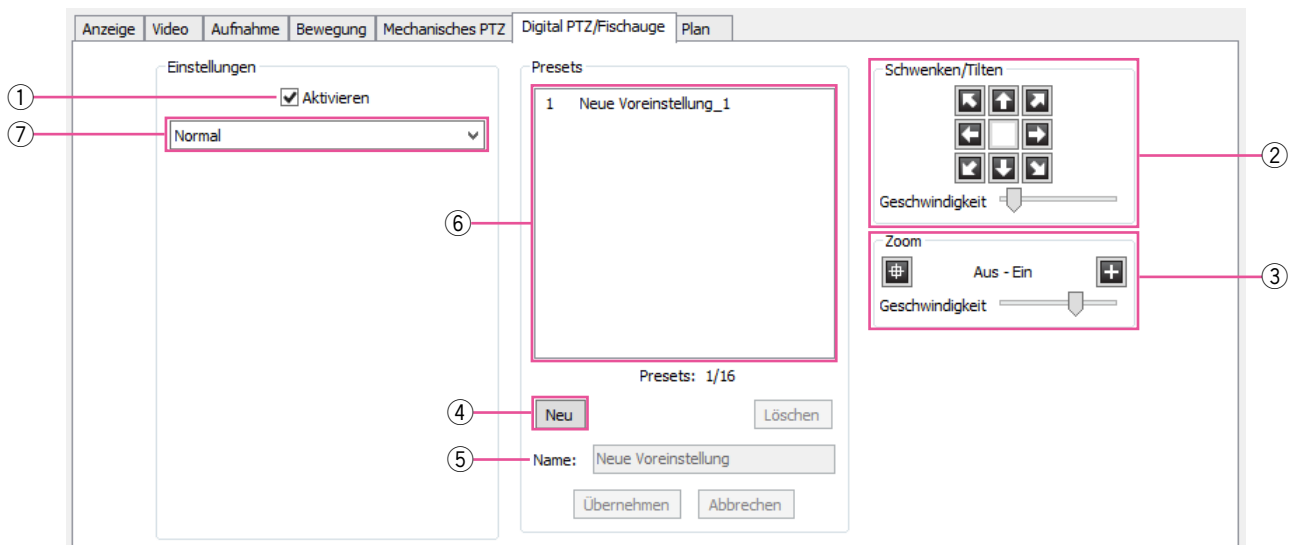 Anzeige Video Aufnahme Bewegung Mechanisches PTZ Digital PTZ/Fischauge Plan
Einstellungen
① Aktivieren
⑦ Normal
Presets
1 Neue Voreinstellung_1
⑥
Presets: 1/16
④ Neu Löschen
⑤ Name: Neue Voreinstellung
Übernehmen Abbrechen
Schwenken/Tilten
②
Geschwindigkeit
Zoom
Aus - Ein
③
Geschwindigkeit